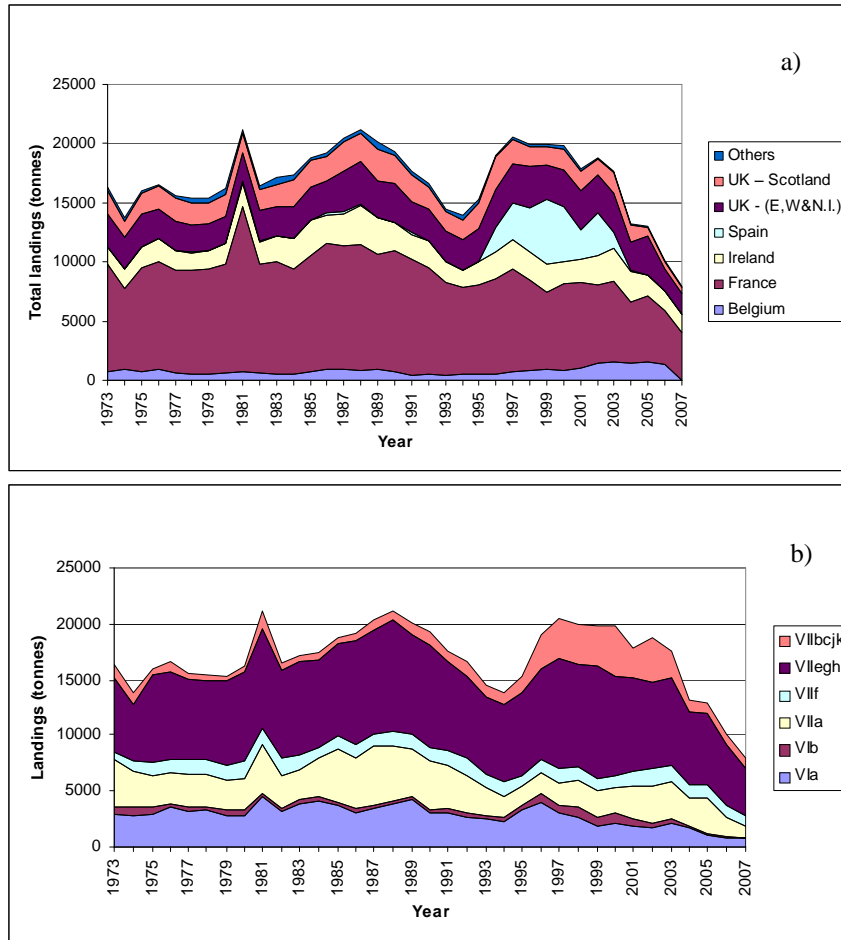 a)
25000
20000
15000
10000
5000
0
Total landings (tonnes)
1973
1975
1977
1979
1981
1983
1985
1987
1989
1991
1993
1995
1997
1999
2001
2003
2005
2007
Year
Others
UK – Scotland
UK - (E,W&N.I.)
Spain
Ireland
France
Belgium
b)
25000
20000
15000
10000
5000
0
Landings (tonnes)
1973
1975
1977
1979
1981
1983
1985
1987
1989
1991
1993
1995
1997
1999
2001
2003
2005
2007
Year
VIIbcjk
VIIegh
VIIf
VIIa
VIb
VIa